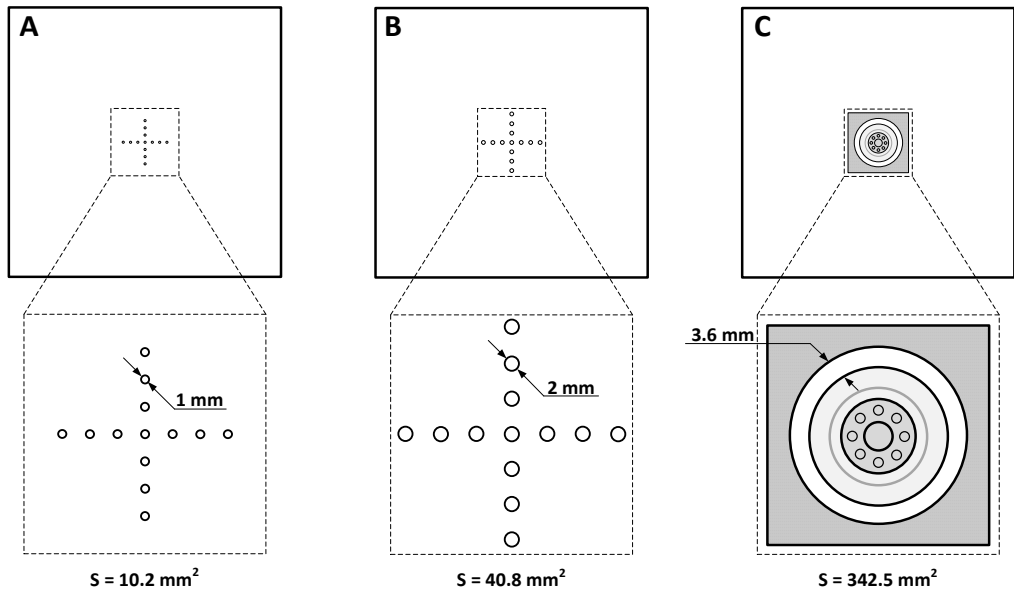 A
B
C
1 mm
2 mm
3.6 mm
S = 10.2 mm²
S = 40.8 mm²
S = 342.5 mm²